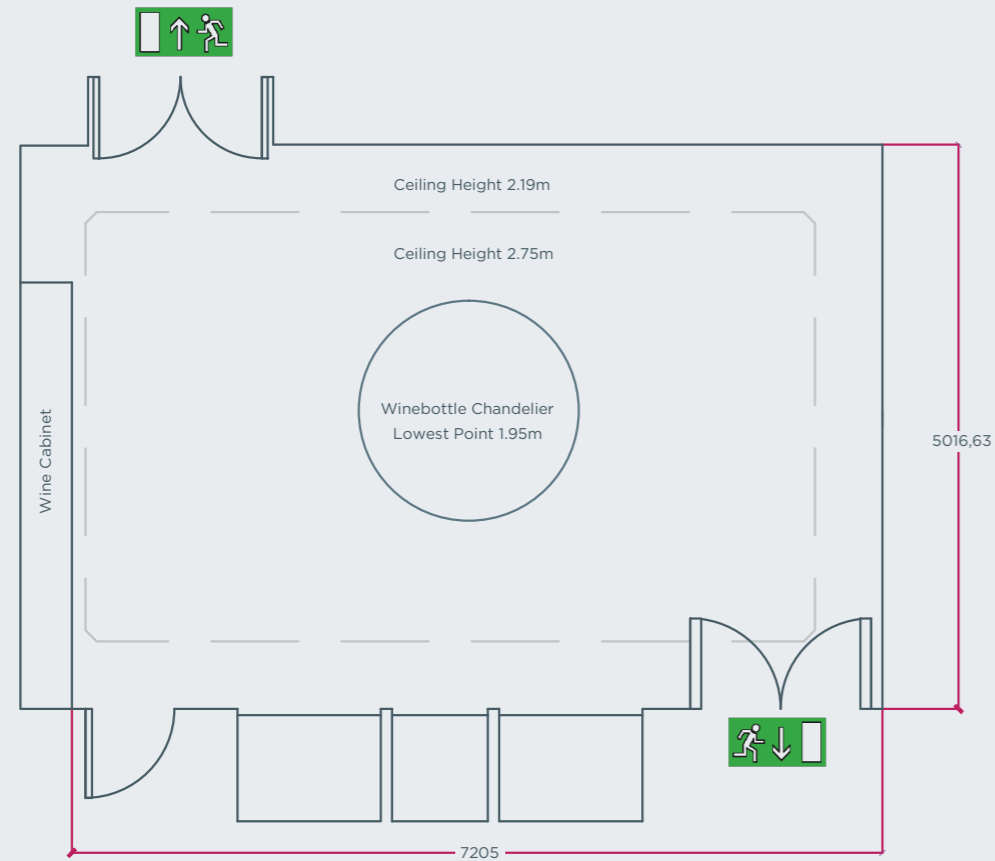 Ceiling Height 2.19m
Ceiling Height 2.75m
Winebottle Chandelier
Lowest Point 1.95m
Wine Cabinet
5016,63
7205